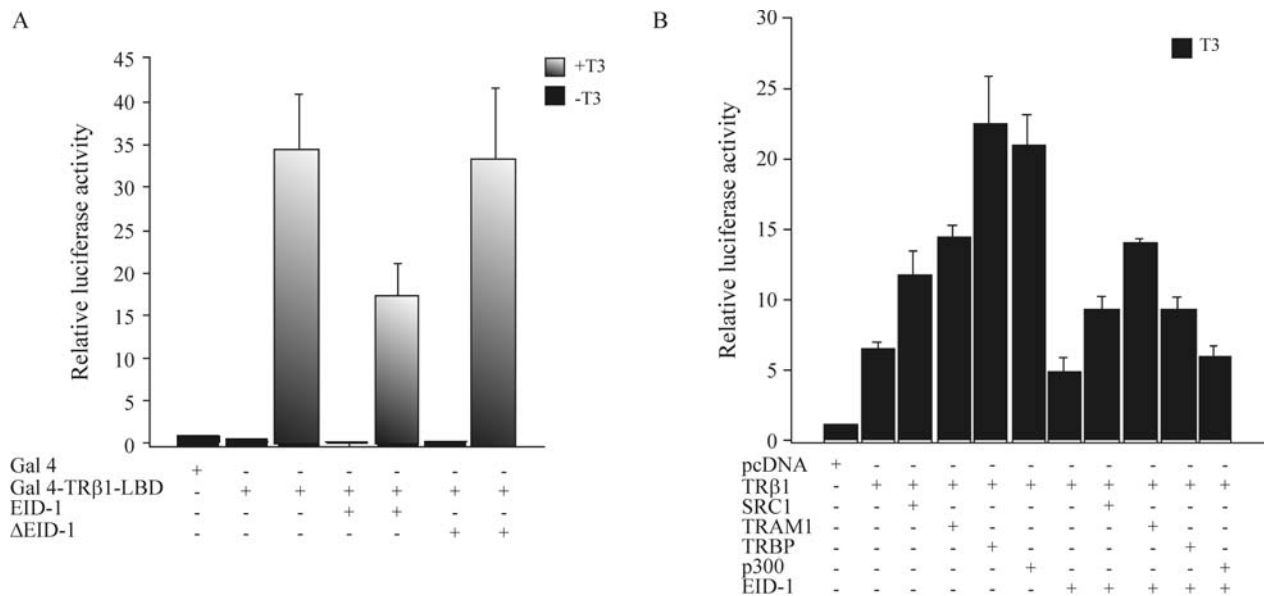 A
Relative luciferase activity
45
40
35
30
25
20
15
10
5
0
+T3
-T3
Gal 4 + - - - - - -
Gal 4-TRβ1-LBD - + + + + + +
EID-1 - - - + + - -
ΔEID-1 - - - - - + +
B
Relative luciferase activity
30
25
20
15
10
5
0
T3
pcDNA + - - - - - - - - - -
TRβ1 - + + + + + + + + + +
SRC1 - - + - - - - + - - -
TRAM1 - - - + - - - - + - -
TRBP - - - - + - - - - + -
p300 - - - - - + - - - - +
EID-1 - - - - - - + + + + +